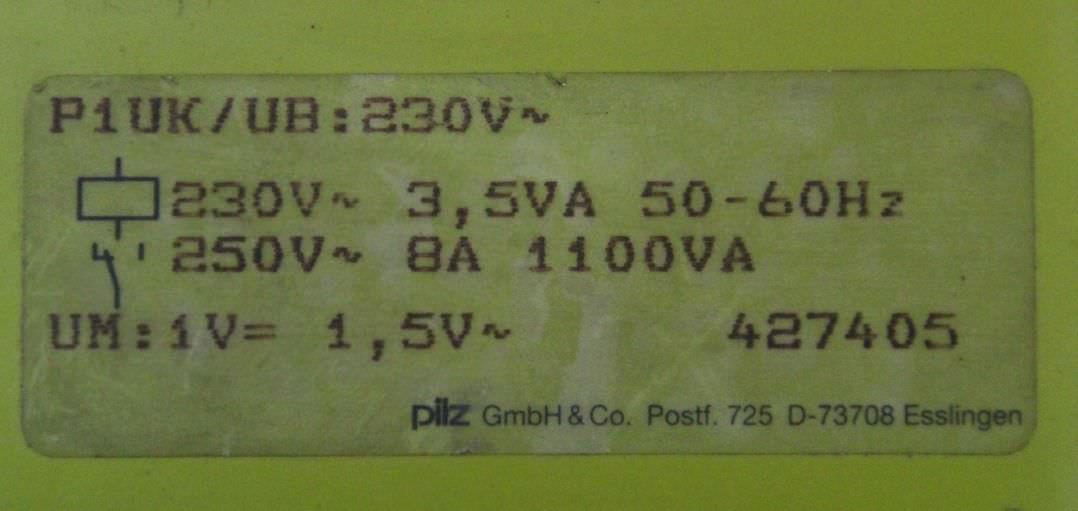 P1UK/UB:230V~
230V~ 3,5VA 50-60Hz
250V~ 8A 1100VA
UM:1V= 1,5V~ 427405
pilz GmbH & Co. Postf. 725 D-73708 Esslingen